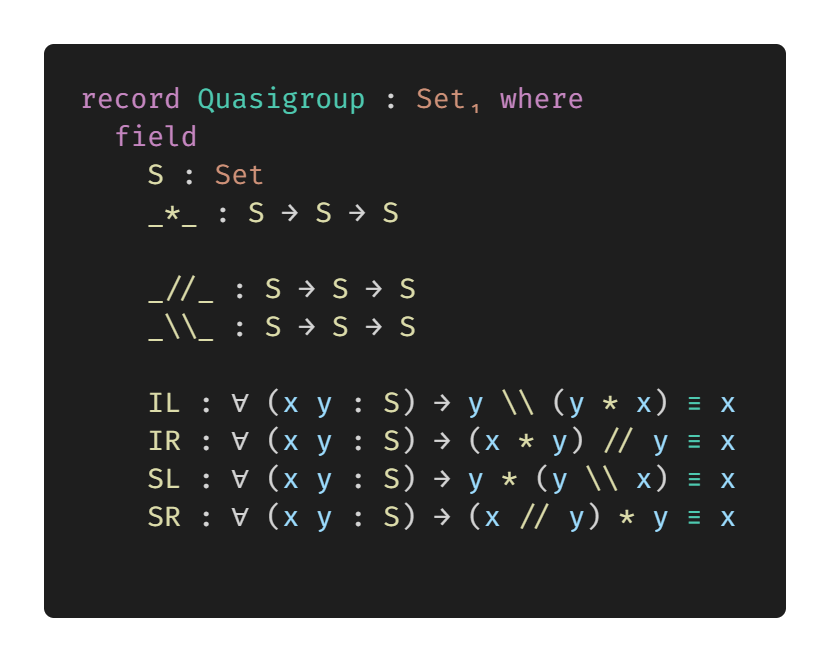 record Quasigroup : Set₁ where
field
S : Set
_*_ : S → S → S
_//_ : S → S → S
_\\_ : S → S → S
IL : ∀ (x y : S) → y \\ (y * x) ≡ x
IR : ∀ (x y : S) → (x * y) // y ≡ x
SL : ∀ (x y : S) → y * (y \\ x) ≡ x
SR : ∀ (x y : S) → (x // y) * y ≡ x